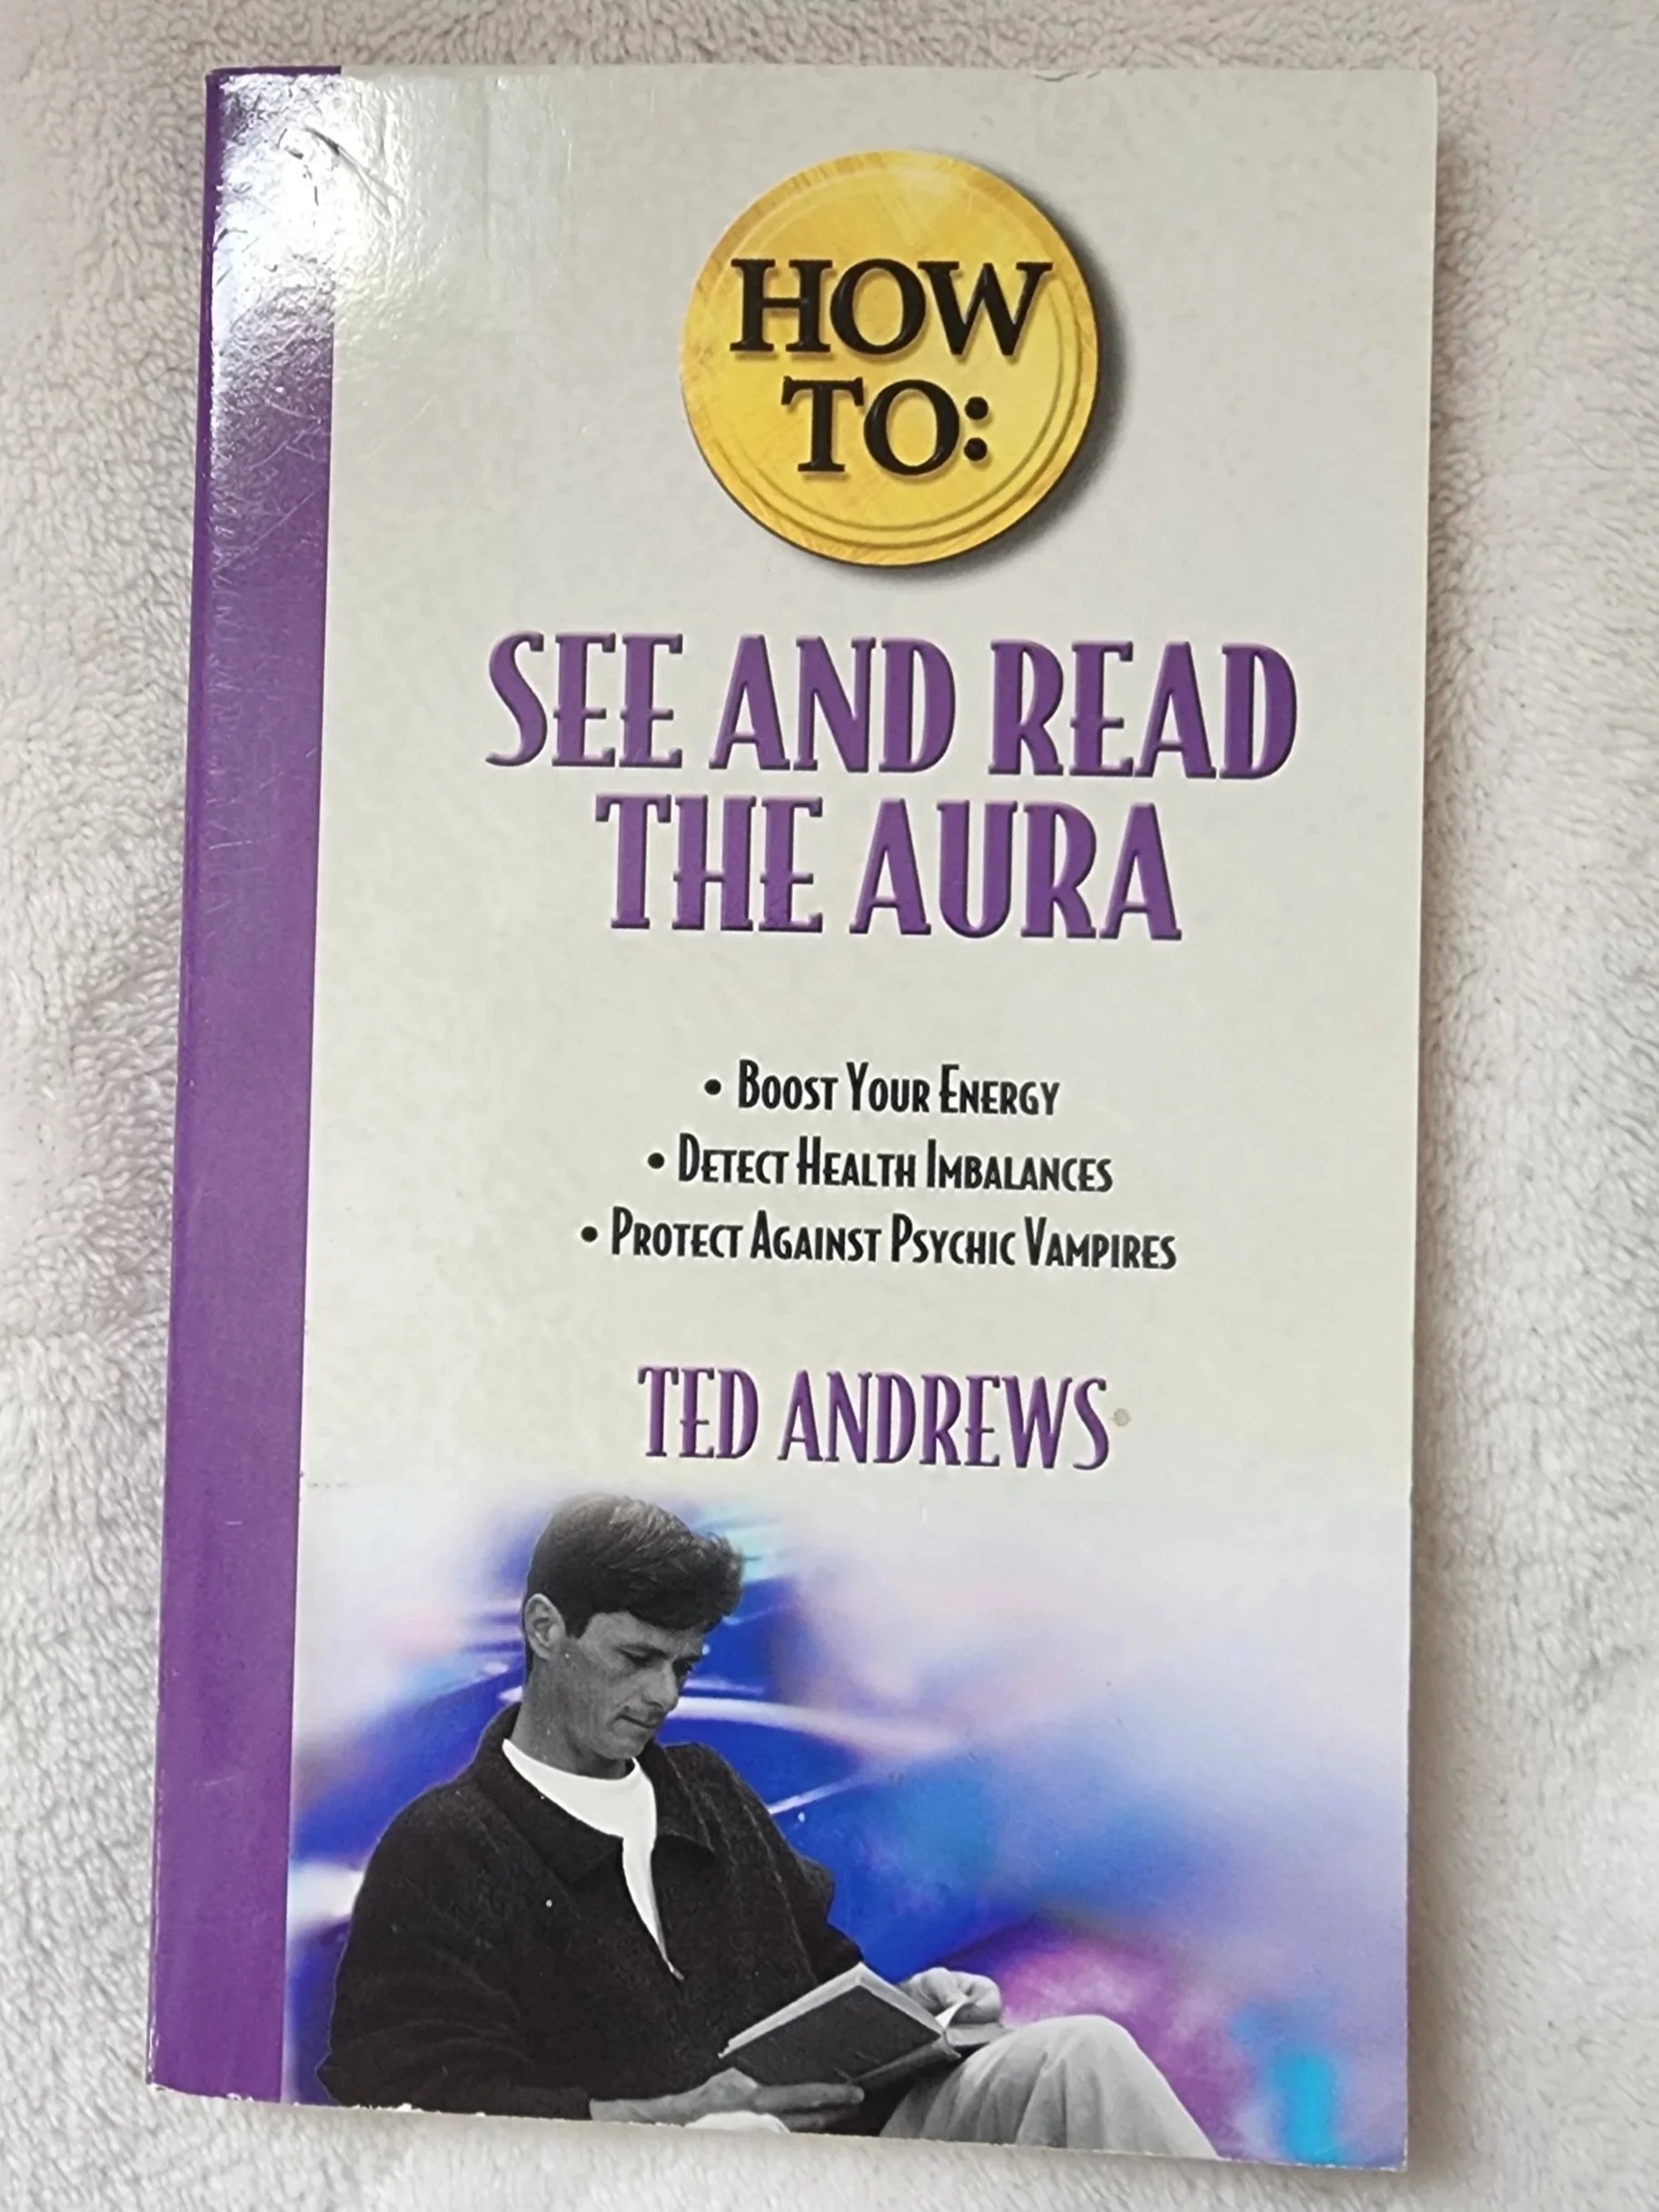 HOW
TO:
SEE AND READ
THE AURA
• BOOST YOUR ENERGY
• DETECT HEALTH IMBALANCES
• PROTECT AGAINST PSYCHIC VAMPIRES
TED ANDREWS